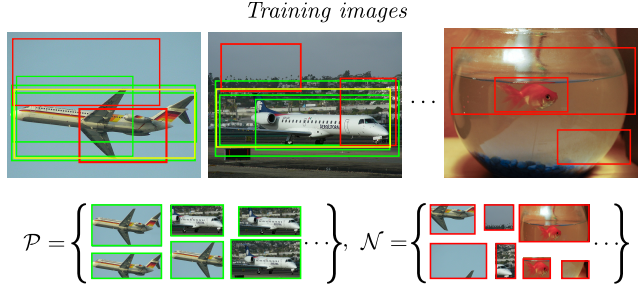 Training images
...
P = { ... }, N = { ... }